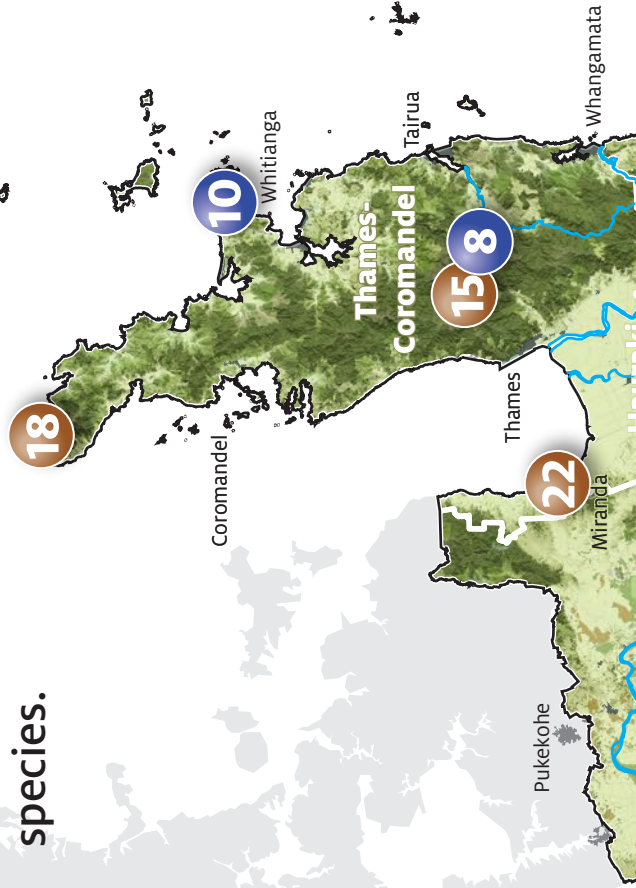 species.
18
10
Whitianga
Coromandel
Thames-
Coromandel
Tairua
15
8
Whangamata
Thames
22
Miranda
Pukekohe